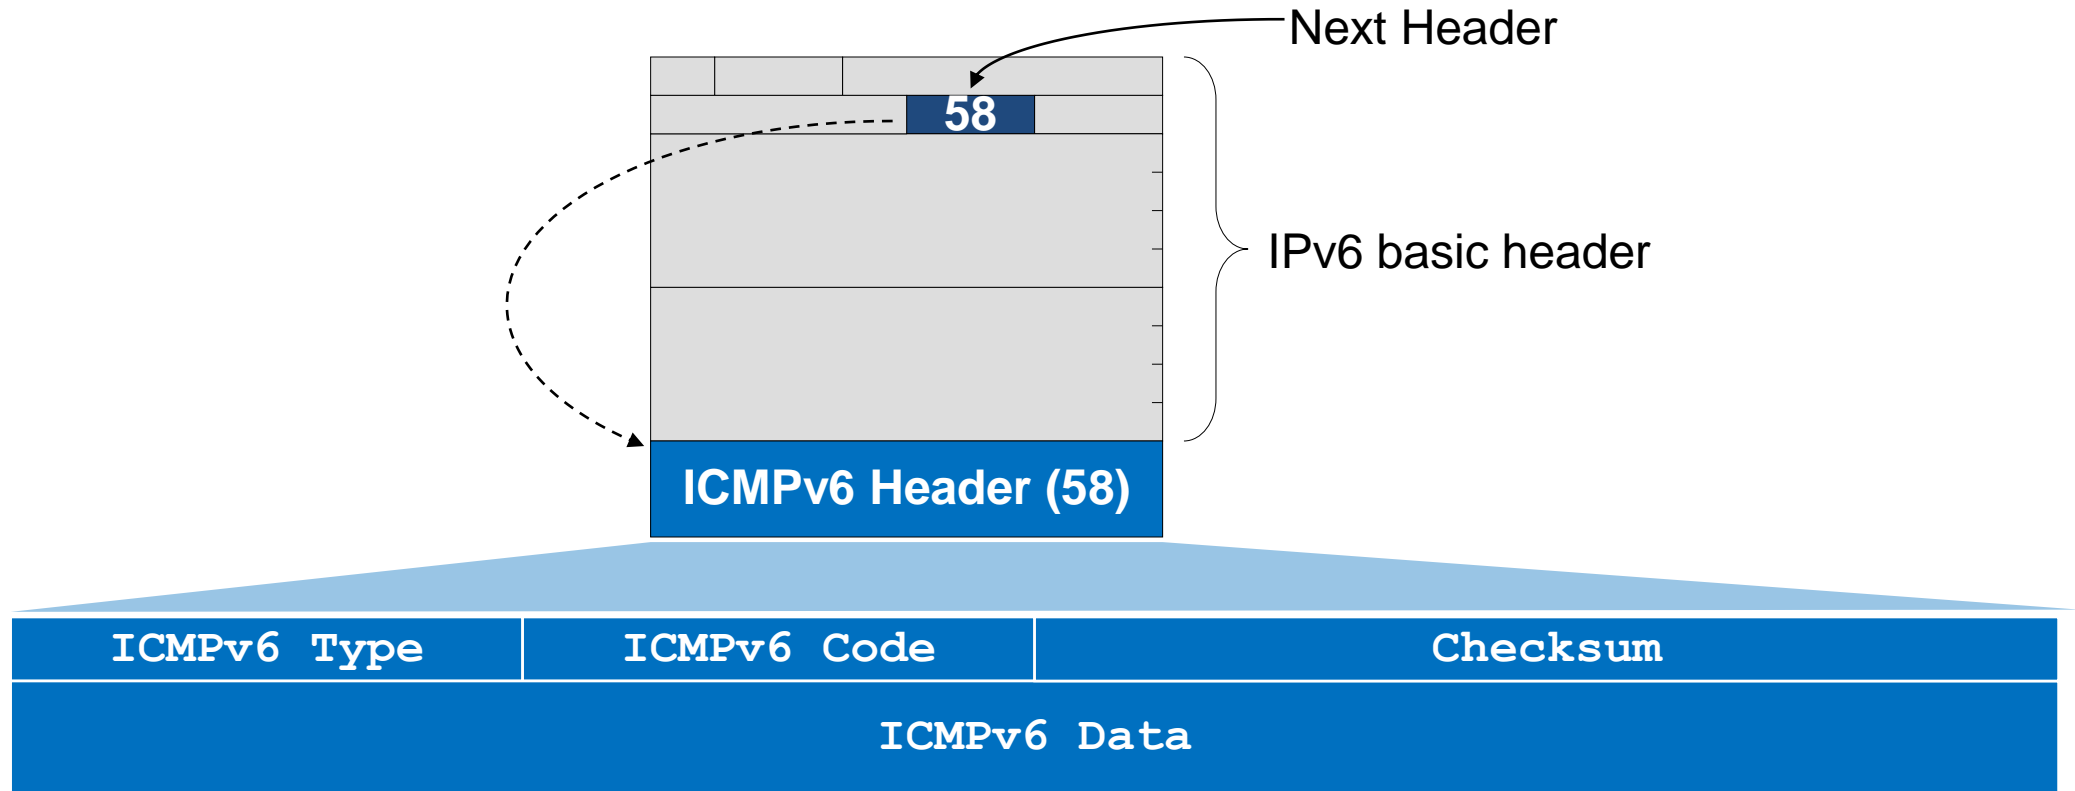 Next Header
58
IPv6 basic header
ICMPv6 Header (58)
ICMPv6 Type ICMPv6 Code Checksum
ICMPv6 Data